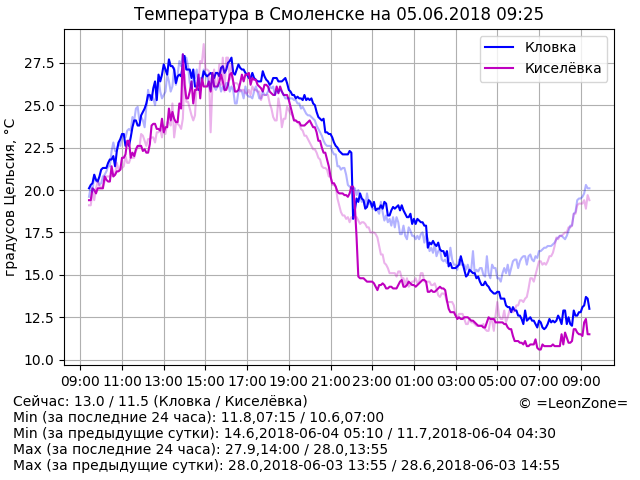 Температура в Смоленске на 05.06.2018 09:25
Кловка
Киселёвка
градусов Цельсия, °C
27.5
25.0
22.5
20.0
17.5
15.0
12.5
10.0
09:00 11:00 13:00 15:00 17:00 19:00 21:00 23:00 01:00 03:00 05:00 07:00 09:00
Сейчас: 13.0 / 11.5 (Кловка / Киселёвка)
© =LeonZone=
Min (за последние 24 часа): 11.8,07:15 / 10.6,07:00
Min (за предыдущие сутки): 14.6,2018-06-04 05:10 / 11.7,2018-06-04 04:30
Max (за последние 24 часа): 27.9,14:00 / 28.0,13:55
Max (за предыдущие сутки): 28.0,2018-06-03 13:55 / 28.6,2018-06-03 14:55